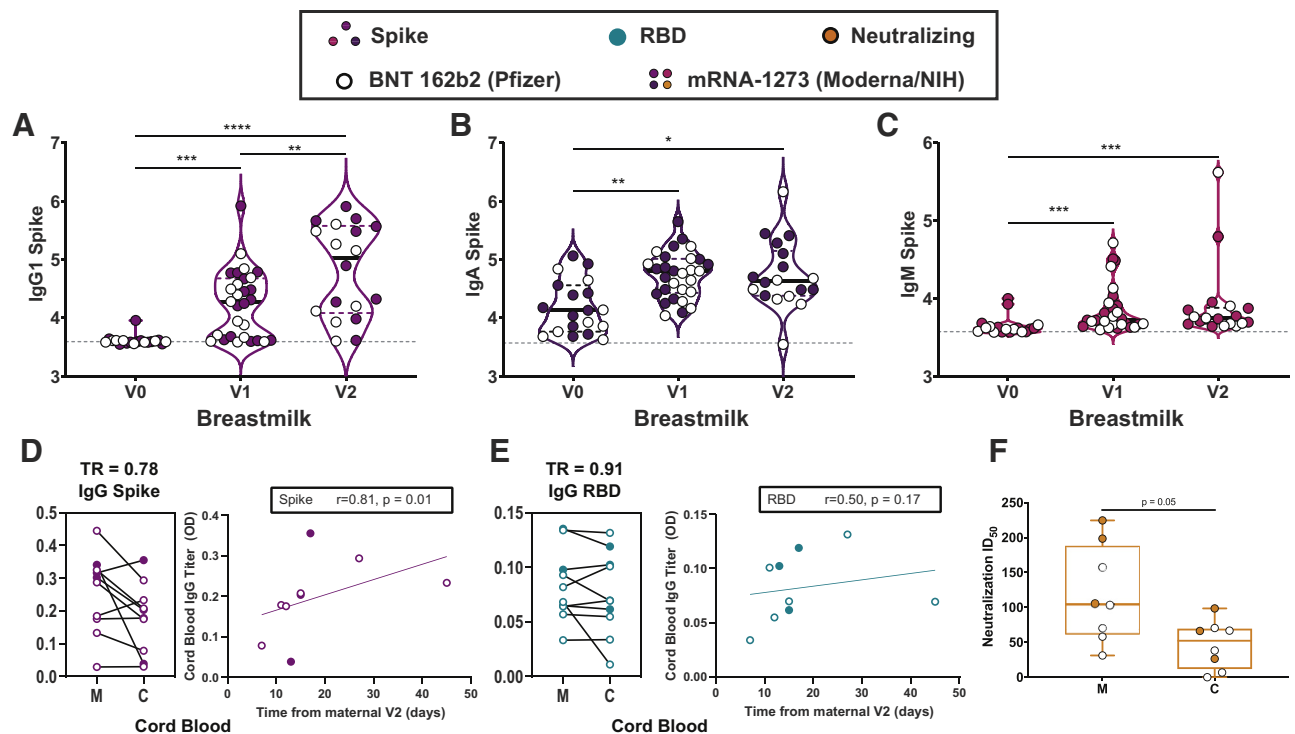 Spike
RBD
Neutralizing
BNT 162b2 (Pfizer)
mRNA-1273 (Moderna/NIH)
A
B
C
7
6
5
4
3
IgG1 Spike
****
***
**
V0
V1
V2
Breastmilk
7
6
5
4
3
IgA Spike
*
**
V0
V1
V2
Breastmilk
6
5
4
3
IgM Spike
***
***
V0
V1
V2
Breastmilk
D
TR = 0.78
IgG Spike
0.5
0.4
0.3
0.2
0.1
0.0
M
C
Cord Blood
Spike r=0.81, p = 0.01
Cord Blood IgG Titer (OD)
0.4
0.3
0.2
0.1
0.0
0
10
20
30
40
50
Time from maternal V2 (days)
E
TR = 0.91
IgG RBD
0.20
0.15
0.10
0.05
0.00
M
C
Cord Blood
RBD r=0.50, p = 0.17
Cord Blood IgG Titer (OD)
0.15
0.10
0.05
0.00
0
10
20
30
40
50
Time from maternal V2 (days)
F
p = 0.05
Neutralization ID50
250
200
150
100
50
0
M
C